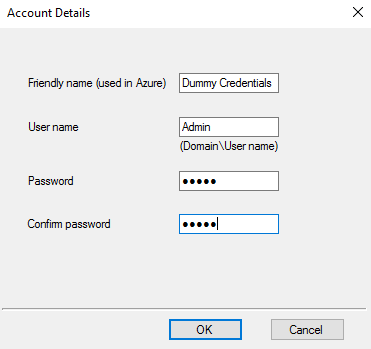 Account Details
Friendly name (used in Azure) Dummy Credentials
User name Admin
(Domain\User name)
Password ●●●●●
Confirm password ●●●●●
OK Cancel